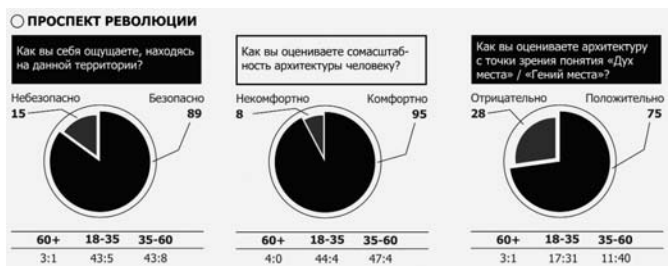 ПРОСПЕКТ РЕВОЛЮЦИИ
Как вы себя ощущаете, находясь
на данной территории?
Небезопасно
15
Безопасно
89
60+ 18-35 35-60
3:1 43:5 43:8
Как вы оцениваете сомасштаб-
ность архитектуры человеку?
Некомфортно
8
Комфортно
95
60+ 18-35 35-60
4:0 44:4 47:4
Как вы оцениваете архитектуру
с точки зрения понятия «Дух
места» / «Гений места»?
Отрицательно
28
Положительно
75
60+ 18-35 35-60
3:1 17:31 11:40